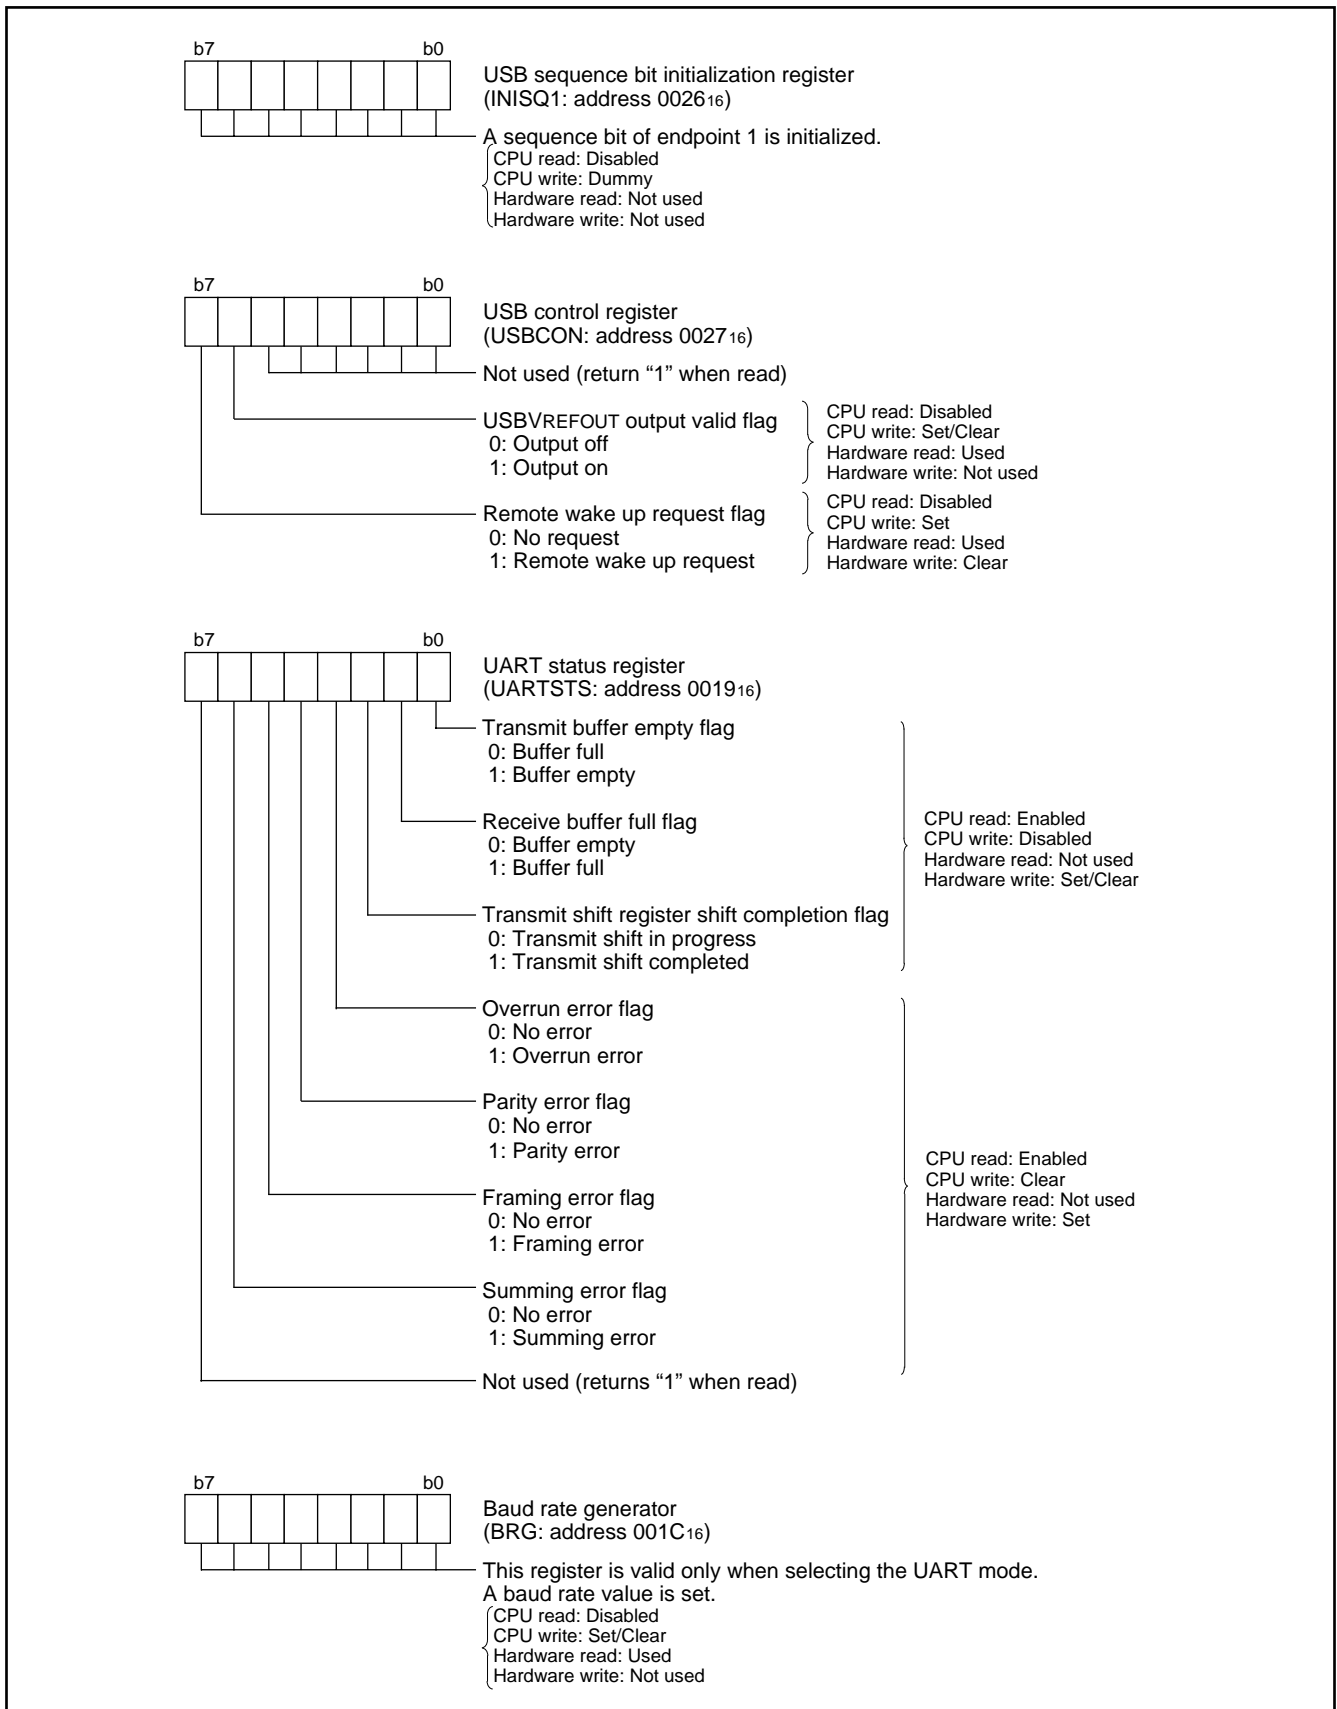 b7 b0
USB sequence bit initialization register
(INISQ1: address 002616)
A sequence bit of endpoint 1 is initialized.
CPU read: Disabled
CPU write: Dummy
Hardware read: Not used
Hardware write: Not used
b7 b0
USB control register
(USBCON: address 002716)
Not used (return “1” when read)
USBVREFOUT output valid flag
0: Output off
1: Output on
CPU read: Disabled
CPU write: Set/Clear
Hardware read: Used
Hardware write: Not used
Remote wake up request flag
0: No request
1: Remote wake up request
CPU read: Disabled
CPU write: Set
Hardware read: Used
Hardware write: Clear
b7 b0
UART status register
(UARTSTS: address 001916)
Transmit buffer empty flag
0: Buffer full
1: Buffer empty
Receive buffer full flag
0: Buffer empty
1: Buffer full
Transmit shift register shift completion flag
0: Transmit shift in progress
1: Transmit shift completed
CPU read: Enabled
CPU write: Disabled
Hardware read: Not used
Hardware write: Set/Clear
Overrun error flag
0: No error
1: Overrun error
Parity error flag
0: No error
1: Parity error
Framing error flag
0: No error
1: Framing error
Summing error flag
0: No error
1: Summing error
Not used (returns “1” when read)
CPU read: Enabled
CPU write: Clear
Hardware read: Not used
Hardware write: Set
b7 b0
Baud rate generator
(BRG: address 001C16)
This register is valid only when selecting the UART mode.
A baud rate value is set.
CPU read: Disabled
CPU write: Set/Clear
Hardware read: Used
Hardware write: Not used